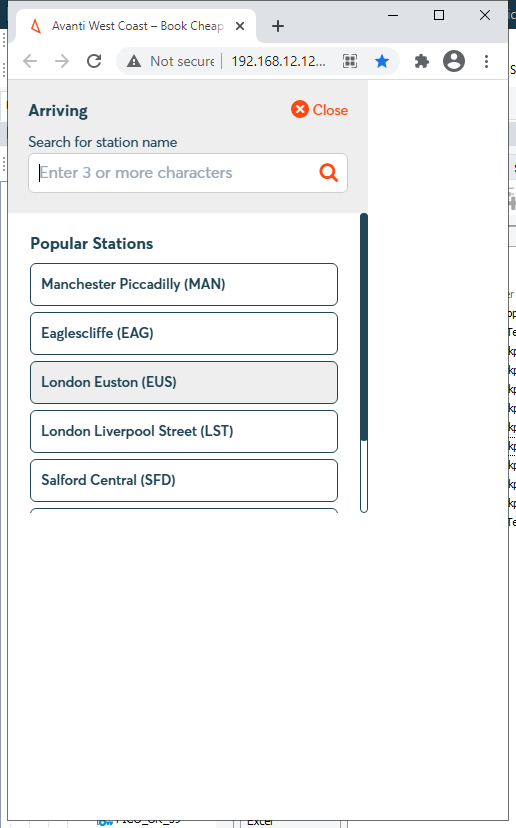 Avanti West Coast – Book Cheap
Not secure
192.168.12.12...
Arriving
Close
Search for station name
Enter 3 or more characters
Popular Stations
Manchester Piccadilly (MAN)
Eaglescliffe (EAG)
London Euston (EUS)
London Liverpool Street (LST)
Salford Central (SFD)
Excel